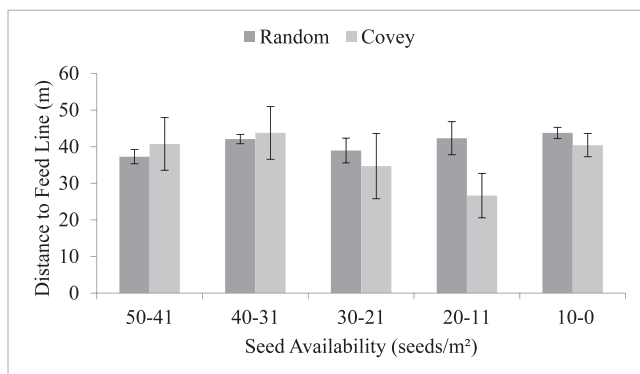 Random Covey
60
50
40
30
20
10
0
Distance to Feed Line (m)
50-41 40-31 30-21 20-11 10-0
Seed Availability (seeds/m²)